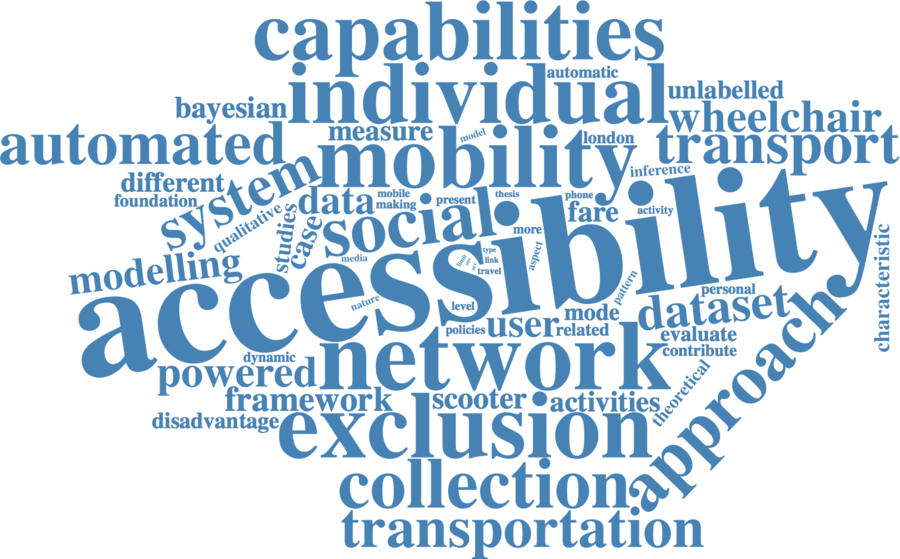 capabilities
automatic
individual
unlabelled
bayesian
wheelchair
automated
measure
model
mobility
london
transport
different
system
inference
foundation
qualitative
studies
case
data
mobile
making
present
thesis
phone
fare
activity
social
more
accessibility
characteristic
modelling
media
type
link
travel
aspect
pattern
nature
level
personal
dataset
mode
policies
user
related
evaluate
contribute
approach
network
dynamic
powered
theoretical
framework
scooter
activities
disadvantage
exclusion
collection
transportation